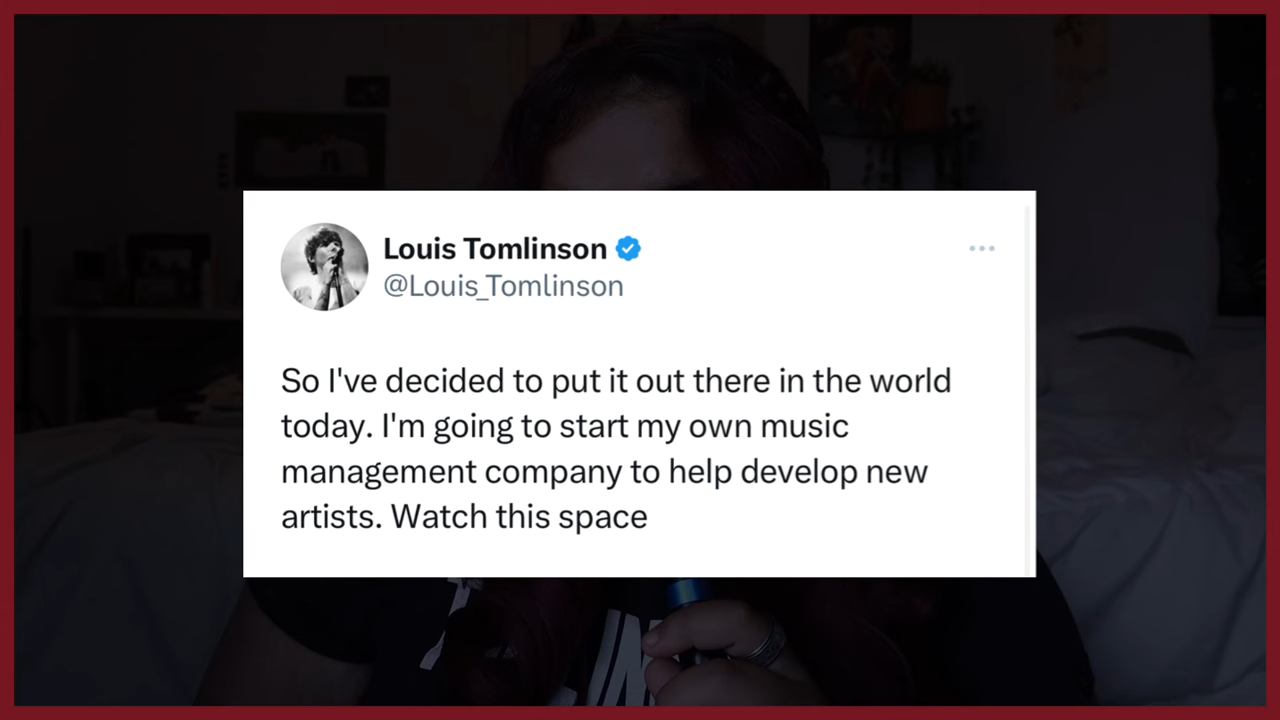 Louis Tomlinson
@Louis_Tomlinson
So I've decided to put it out there in the world
today. I'm going to start my own music
management company to help develop new
artists. Watch this space